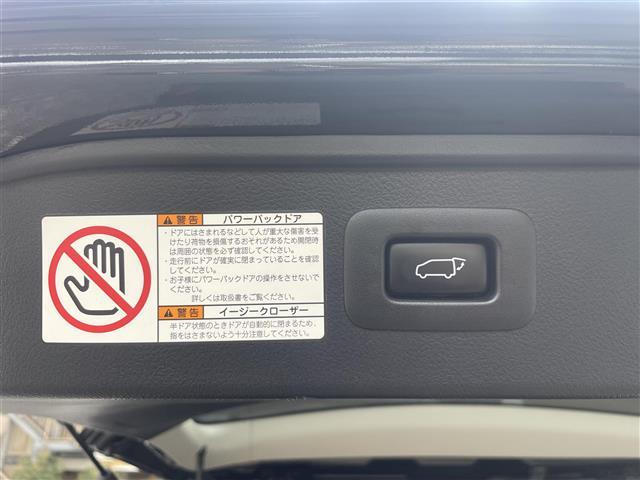 警告 パワーバックドア
・ドアにはさまれるなどして人が重大な傷害を
受けたり荷物を損傷するおそれがあるため開閉時
は周囲の状態を必ず確認してください。
・走行前にドアが確実に閉まっていることを確認
してください。
・お子様にパワーバックドアの操作をさせないで
ください。
詳しくは取扱書をご覧ください。
警告 イージークローザー
半ドア状態のときドアが自動的に閉まるため、
指をはさまないよう十分注意してください。